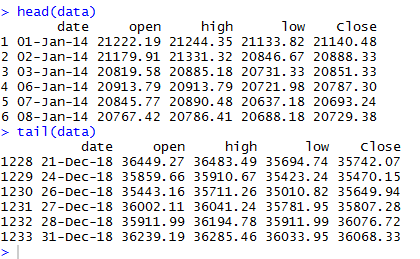 > head(data)
date open high low Close
1 01-Jan-14 21222.19 21244.35 21133.82 21140.48
2 02-Jan-14 21179.91 21331.32 20846.67 20888.33
3 03-Jan-14 20819.58 20885.18 20731.33 20851.33
4 06-Jan-14 20913.79 20913.79 20721.98 20787.30
5 07-Jan-14 20845.77 20890.48 20637.18 20693.24
6 08-Jan-14 20767.42 20786.41 20688.18 20729.38
> tail(data)
date open high low Close
1228 21-Dec-18 36449.27 36483.49 35694.74 35742.07
1229 24-Dec-18 35859.66 35910.67 35423.24 35470.15
1230 26-Dec-18 35443.16 35711.26 35010.82 35649.94
1231 27-Dec-18 36002.11 36041.24 35781.95 35807.28
1232 28-Dec-18 35911.99 36194.78 35911.99 36076.72
1233 31-Dec-18 36239.19 36285.46 36033.95 36068.33
>